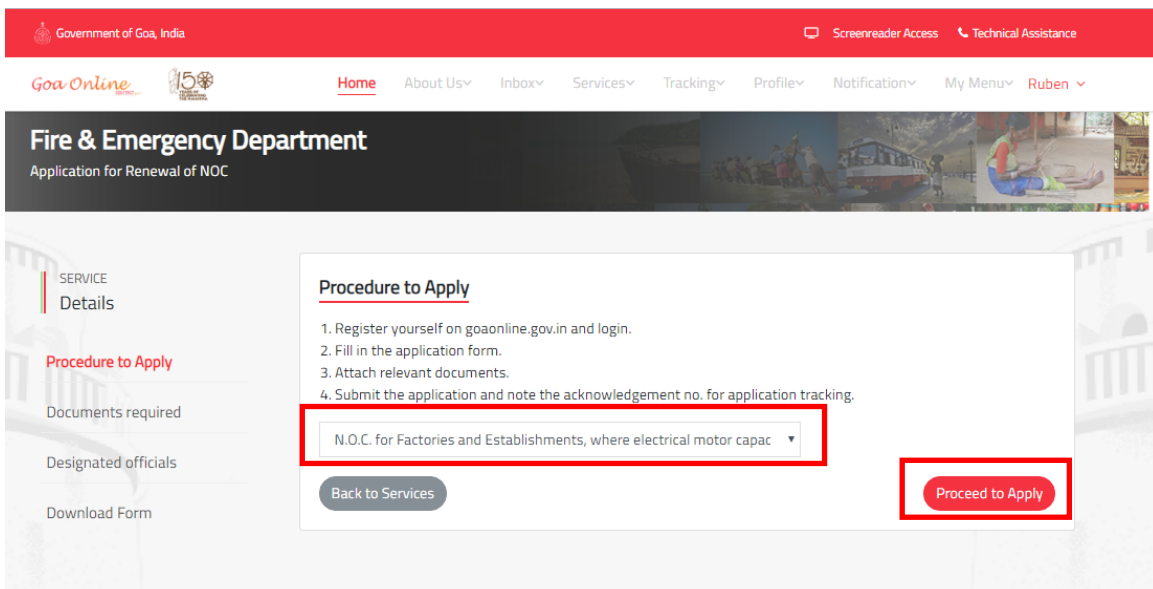 Government of Goa, India
Screenreader Access
Technical Assistance
Goa Online
150
Home
About Us
Inbox
Services
Tracking
Profile
Notification
My Menu
Ruben
Fire & Emergency Department
Application for Renewal of NOC
SERVICE
Details
Procedure to Apply
Documents required
Designated officials
Download Form
Procedure to Apply
1. Register yourself on goaonline.gov.in and login.
2. Fill in the application form.
3. Attach relevant documents.
4. Submit the application and note the acknowledgement no. for application tracking.
N.O.C. for Factories and Establishments, where electrical motor capac
Back to Services
Proceed to Apply